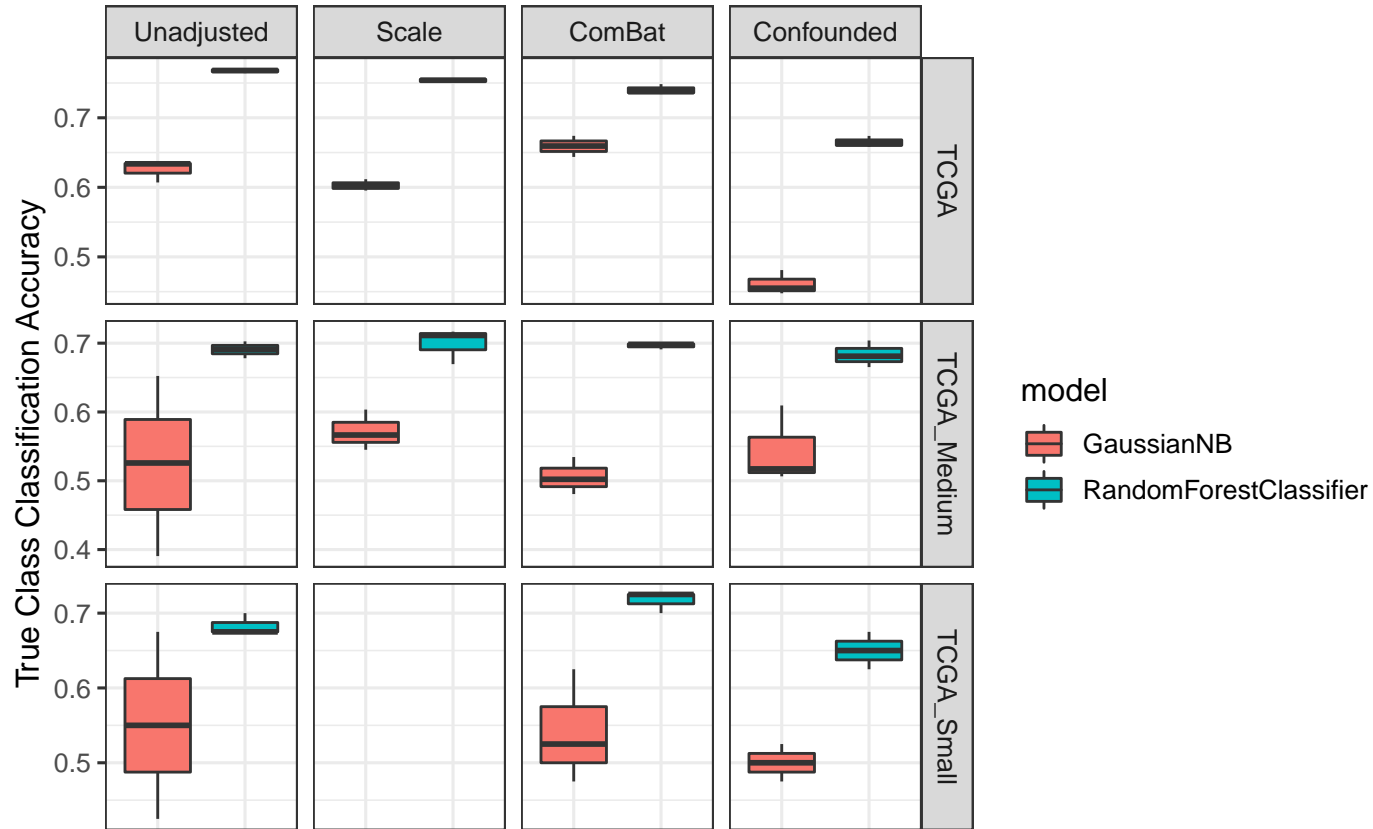 Unadjusted
Scale
ComBat
Confounded
True Class Classification Accuracy
0.7
0.6
0.5
TCGA
0.7
0.6
0.5
0.4
TCGA_Medium
0.7
0.6
0.5
TCGA_Small
model
GaussianNB
RandomForestClassifier